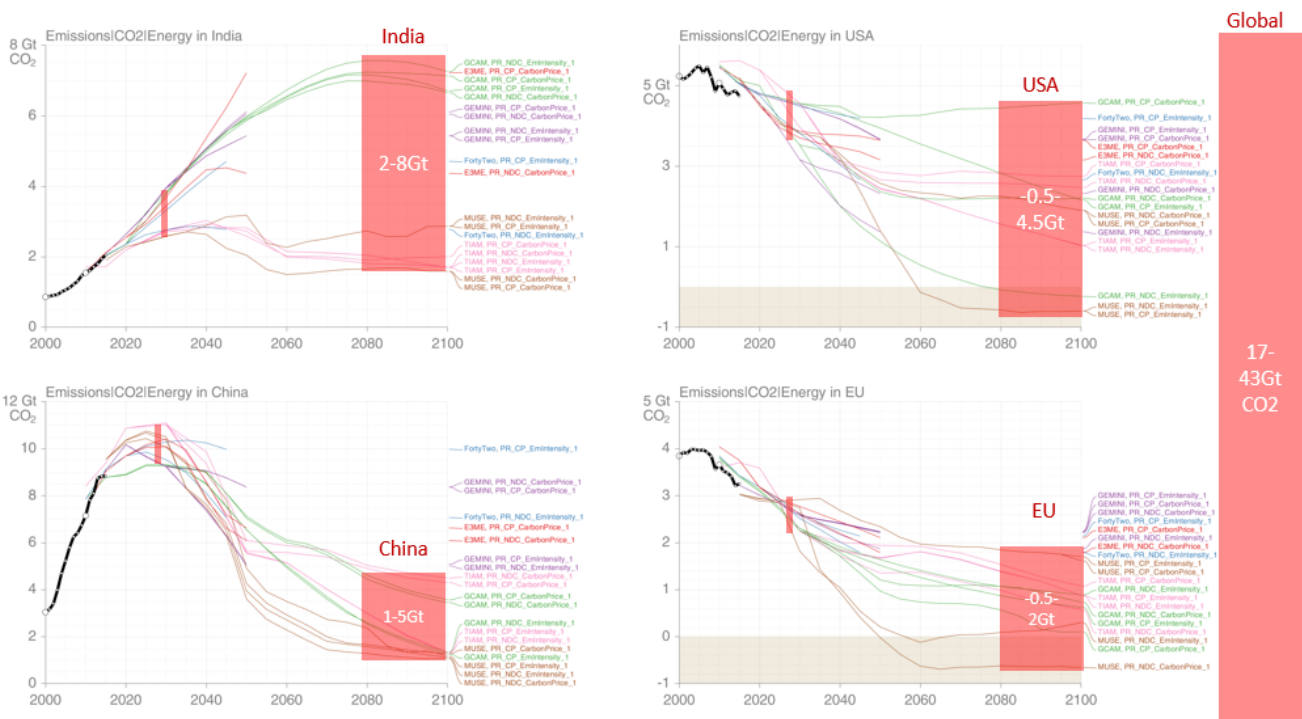 Global
17-
43Gt
CO2
Emissions|CO2|Energy in India
India
8 Gt
CO2
6
4
2
0
2000
2020
2040
2060
2080
2100
2-8Gt
GCAM, PR_NDC_EmIntensity_1
E3ME, PR_CP_CarbonPrice_1
GCAM, PR_CP_CarbonPrice_1
GCAM, PR_CP_EmIntensity_1
GCAM, PR_NDC_CarbonPrice_1
GEMINI, PR_CP_CarbonPrice_1
GEMINI, PR_NDC_CarbonPrice_1
GEMINI, PR_NDC_EmIntensity_1
GEMINI, PR_CP_EmIntensity_1
FortyTwo, PR_CP_EmIntensity_1
E3ME, PR_NDC_CarbonPrice_1
MUSE, PR_NDC_EmIntensity_1
MUSE, PR_CP_EmIntensity_1
FortyTwo, PR_NDC_EmIntensity_1
TIAM, PR_CP_CarbonPrice_1
TIAM, PR_NDC_CarbonPrice_1
TIAM, PR_NDC_EmIntensity_1
TIAM, PR_CP_EmIntensity_1
MUSE, PR_NDC_CarbonPrice_1
MUSE, PR_CP_CarbonPrice_1
Emissions|CO2|Energy in USA
USA
5 Gt
CO2
3
1
-1
2000
2020
2040
2060
2080
2100
-0.5-
4.5Gt
GCAM, PR_CP_CarbonPrice_1
FortyTwo, PR_CP_EmIntensity_1
GEMINI, PR_CP_EmIntensity_1
GEMINI, PR_CP_CarbonPrice_1
E3ME, PR_CP_CarbonPrice_1
E3ME, PR_NDC_CarbonPrice_1
TIAM, PR_CP_CarbonPrice_1
FortyTwo, PR_NDC_EmIntensity_1
TIAM, PR_NDC_CarbonPrice_1
GEMINI, PR_NDC_CarbonPrice_1
GCAM, PR_NDC_CarbonPrice_1
GCAM, PR_CP_EmIntensity_1
MUSE, PR_NDC_CarbonPrice_1
MUSE, PR_CP_CarbonPrice_1
GEMINI, PR_NDC_EmIntensity_1
TIAM, PR_CP_EmIntensity_1
TIAM, PR_NDC_EmIntensity_1
GCAM, PR_NDC_EmIntensity_1
MUSE, PR_NDC_EmIntensity_1
MUSE, PR_CP_EmIntensity_1
Emissions|CO2|Energy in China
China
12 Gt
CO2
10
8
6
4
2
0
2000
2020
2040
2060
2080
2100
1-5Gt
FortyTwo, PR_CP_EmIntensity_1
GEMINI, PR_NDC_CarbonPrice_1
GEMINI, PR_CP_CarbonPrice_1
FortyTwo, PR_NDC_EmIntensity_1
E3ME, PR_CP_CarbonPrice_1
E3ME, PR_NDC_CarbonPrice_1
GEMINI, PR_CP_EmIntensity_1
GEMINI, PR_NDC_EmIntensity_1
TIAM, PR_NDC_CarbonPrice_1
TIAM, PR_CP_CarbonPrice_1
GCAM, PR_CP_CarbonPrice_1
GCAM, PR_NDC_CarbonPrice_1
GCAM, PR_NDC_EmIntensity_1
TIAM, PR_CP_EmIntensity_1
TIAM, PR_NDC_EmIntensity_1
MUSE, PR_CP_CarbonPrice_1
GCAM, PR_CP_EmIntensity_1
MUSE, PR_CP_EmIntensity_1
MUSE, PR_NDC_EmIntensity_1
MUSE, PR_NDC_CarbonPrice_1
Emissions|CO2|Energy in EU
EU
5 Gt
CO2
4
3
2
1
0
-1
2000
2020
2040
2060
2080
2100
-0.5-
2Gt
GEMINI, PR_CP_EmIntensity_1
GEMINI, PR_CP_CarbonPrice_1
GEMINI, PR_NDC_CarbonPrice_1
FortyTwo, PR_CP_EmIntensity_1
E3ME, PR_CP_CarbonPrice_1
GEMINI, PR_NDC_EmIntensity_1
E3ME, PR_NDC_CarbonPrice_1
FortyTwo, PR_NDC_EmIntensity_1
MUSE, PR_CP_EmIntensity_1
MUSE, PR_CP_CarbonPrice_1
TIAM, PR_CP_CarbonPrice_1
GCAM, PR_NDC_EmIntensity_1
TIAM, PR_CP_EmIntensity_1
TIAM, PR_NDC_EmIntensity_1
GCAM, PR_NDC_CarbonPrice_1
GCAM, PR_CP_EmIntensity_1
TIAM, PR_NDC_CarbonPrice_1
MUSE, PR_NDC_EmIntensity_1
GCAM, PR_CP_CarbonPrice_1
MUSE, PR_NDC_CarbonPrice_1